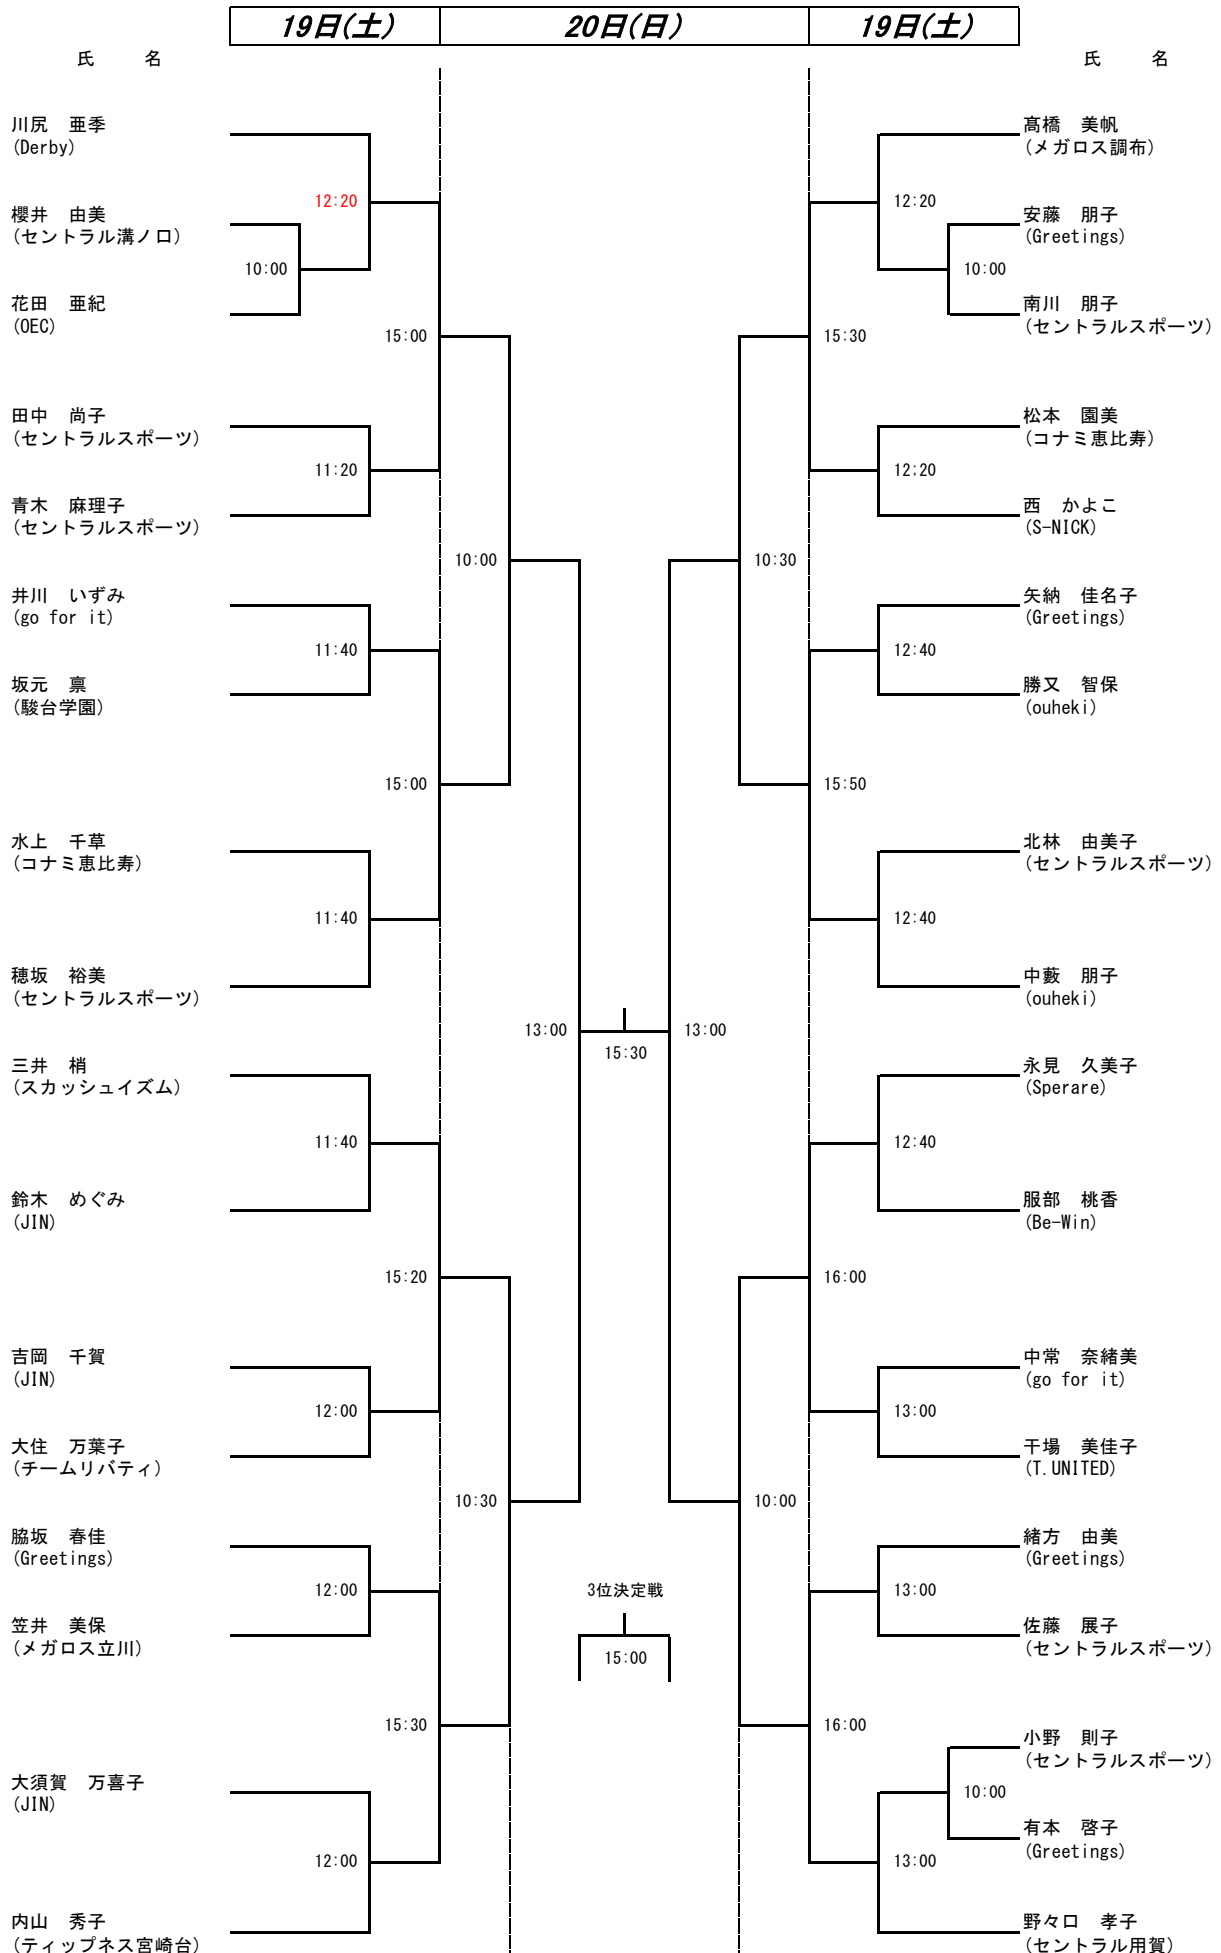 19日(土)
20日(日)
19日(土)
氏　名
氏　名
川尻　亜季
(Derby)
12:20
櫻井　由美
(セントラル溝ノ口)
10:00
花田　亜紀
(OEC)
15:00
田中　尚子
(セントラルスポーツ)
11:20
青木　麻理子
(セントラルスポーツ)
10:00
井川　いずみ
(go for it)
11:40
坂元　禀
(駿台学園)
15:00
水上　千草
(コナミ恵比寿)
11:40
穂坂　裕美
(セントラルスポーツ)
13:00
三井　梢
(スカッシュイズム)
11:40
鈴木　めぐみ
(JIN)
15:20
吉岡　千賀
(JIN)
12:00
大住　万葉子
(チームリバティ)
10:30
脇坂　春佳
(Greetings)
12:00
笠井　美保
(メガロス立川)
15:30
大須賀　万喜子
(JIN)
12:00
内山　秀子
(ティップネス宮崎台)
15:30
3位決定戦
15:00
髙橋　美帆
(メガロス調布)
12:20
安藤　朋子
(Greetings)
10:00
南川　朋子
(セントラルスポーツ)
15:30
松本　園美
(コナミ恵比寿)
12;20
西　かよこ
(S-NICK)
10:30
矢納　佳名子
(Greetings)
12:40
勝又　智保
(ouheki)
15:50
北林　由美子
(セントラルスポーツ)
12:40
中藪　朋子
(ouheki)
13:00
永見　久美子
(Sperare)
12:40
服部　桃香
(Be-Win)
16:00
中常　奈緒美
(go for it)
13:00
干場　美佳子
(T.UNITED)
10:00
緒方　由美
(Greetings)
13:00
佐藤　展子
(セントラルスポーツ)
16:00
小野　則子
(セントラルスポーツ)
10:00
有本　啓子
(Greetings)
13:00
野々口　孝子
(セントラル用賀)